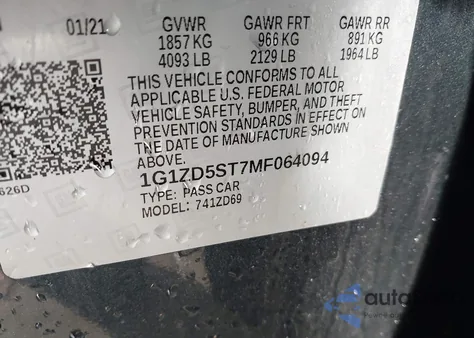 01/21 GVWR GAWR FRT GAWR RR
1857 KG 966 KG 891 KG
4093 LB 2129 LB 1964 LB
THIS VEHICLE CONFORMS TO ALL
APPLICABLE U.S. FEDERAL MOTOR
VEHICLE SAFETY, BUMPER, AND THEFT
PREVENTION STANDARDS IN EFFECT ON
THE DATE OF MANUFACTURE SHOWN ABOVE.
1G1ZD5ST7MF064094
626D
TYPE: PASS CAR
MODEL: 741ZD69